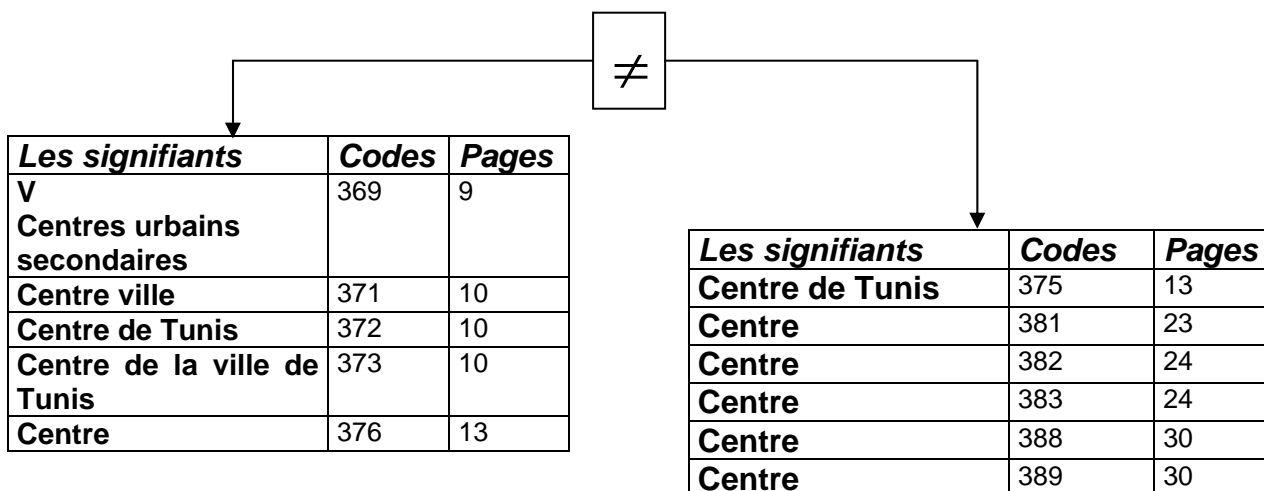 ≠
Les signifiants Codes Pages
V 369 9
Centres urbains
secondaires
Centre ville 371 10
Centre de Tunis 372 10
Centre de la ville de 373 10
Tunis
Centre 376 13
Les signifiants Codes Pages
Centre de Tunis 375 13
Centre 381 23
Centre 382 24
Centre 383 24
Centre 388 30
Centre 389 30